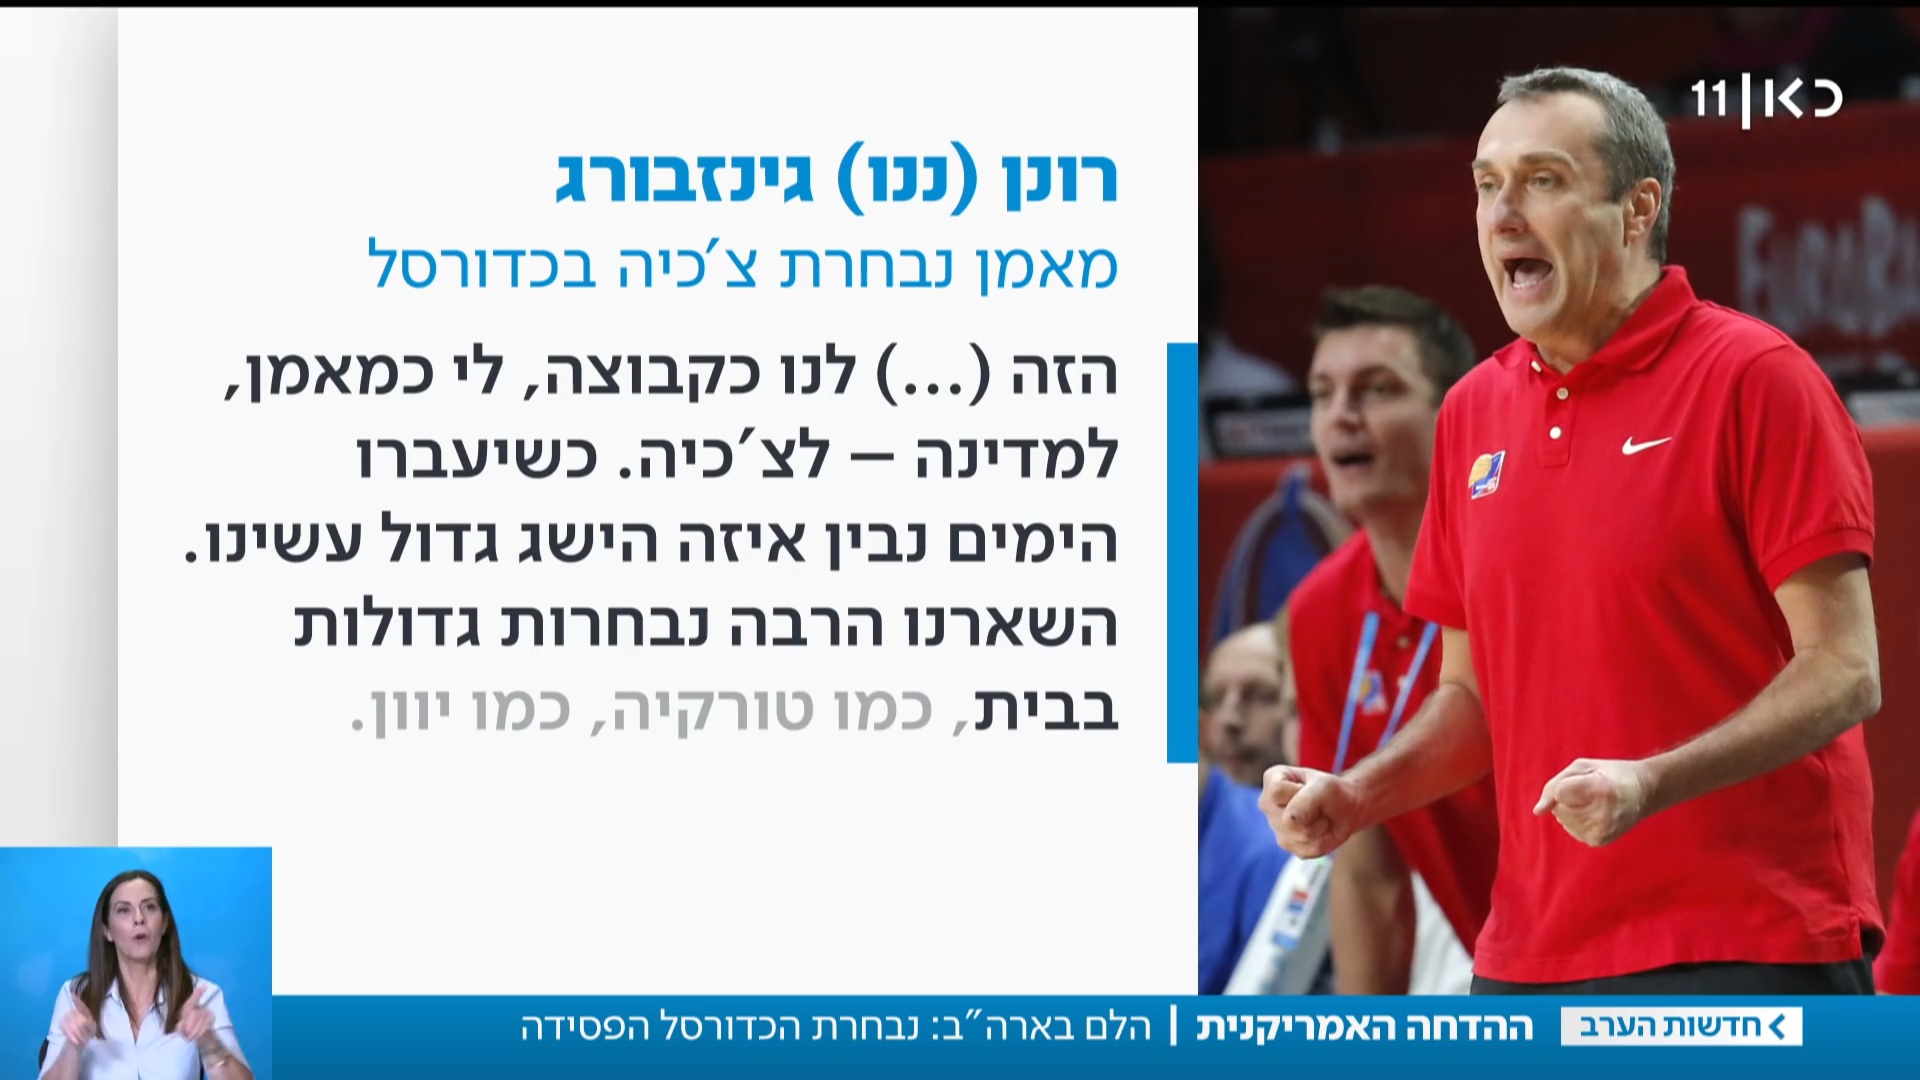 כאן 11
רונן (ננו) גינזבורג
מאמן נבחרת צ׳כיה בכדורסל
הזה (...) לנו כקבוצה, לי כמאמן,
למדינה – לצ׳כיה. כשיעברו
הימים נבין איזה הישג גדול עשינו.
השארנו הרבה נבחרות גדולות
בבית, כמו טורקיה, כמו יוון.
חדשות הערב
ההדחה האמריקנית | הלם בארה״ב: נבחרת הכדורסל הפסידה